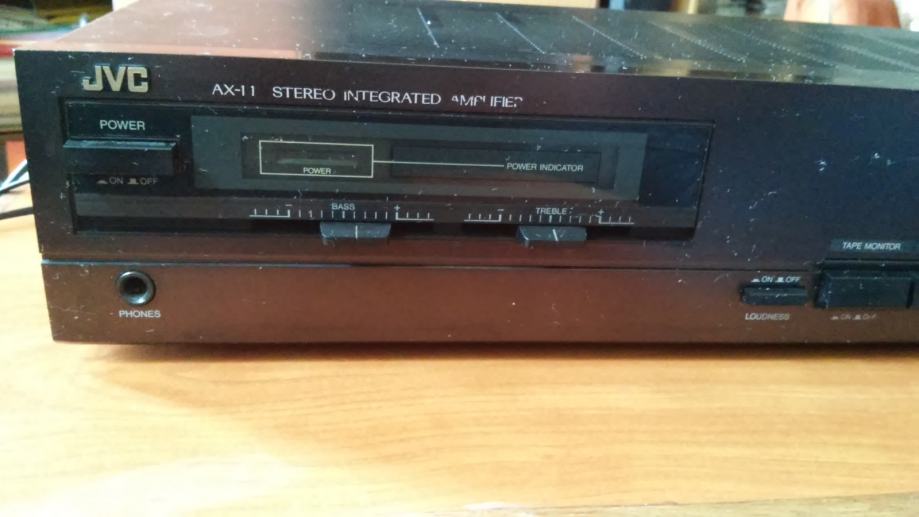 JVC
AX-11 STEREO INTEGRATED AMPLIFIER
POWER
ON OFF
POWER
POWER INDICATOR
- BASS +
- TREBLE +
TAPE MONITOR
ON OFF
ON OFF
LOUDNESS
PHONES